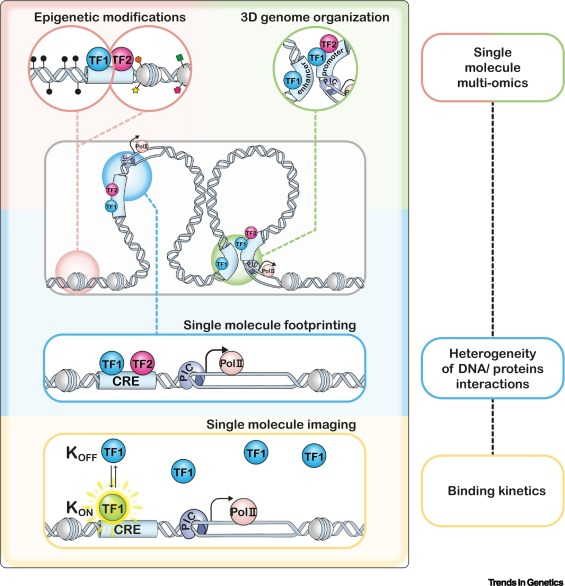 Epigenetic modifications
3D genome organization
TF1 TF2
TF2
TF1
TF1
enhancer
promoter
PIC
Single
molecule
multi-omics
PolII
PIC
TF2
TF1
TF2
TF1
TF1
PIC
PolII
Single molecule footprinting
TF1 TF2
CRE
PIC
PolII
Heterogeneity
of DNA/ proteins
interactions
Single molecule imaging
KOFF TF1
TF1
TF1
TF1
KON TF1
CRE
PIC
PolII
Binding kinetics
Trends in Genetics